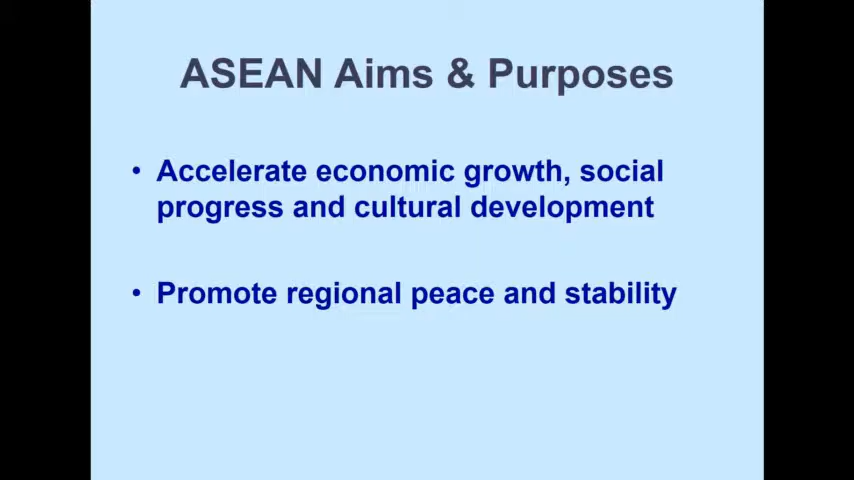 ASEAN Aims & Purposes
• Accelerate economic growth, social
progress and cultural development
• Promote regional peace and stability